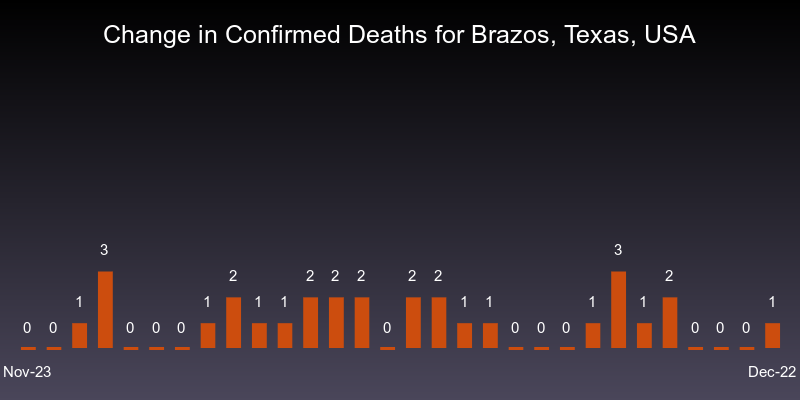 Change in Confirmed Deaths for Brazos, Texas, USA
0 0 1 3 0 0 0 1 2 1 1 2 2 2 0 2 2 1 1 0 0 0 1 3 1 2 0 0 0 1
Nov-23 Dec-22